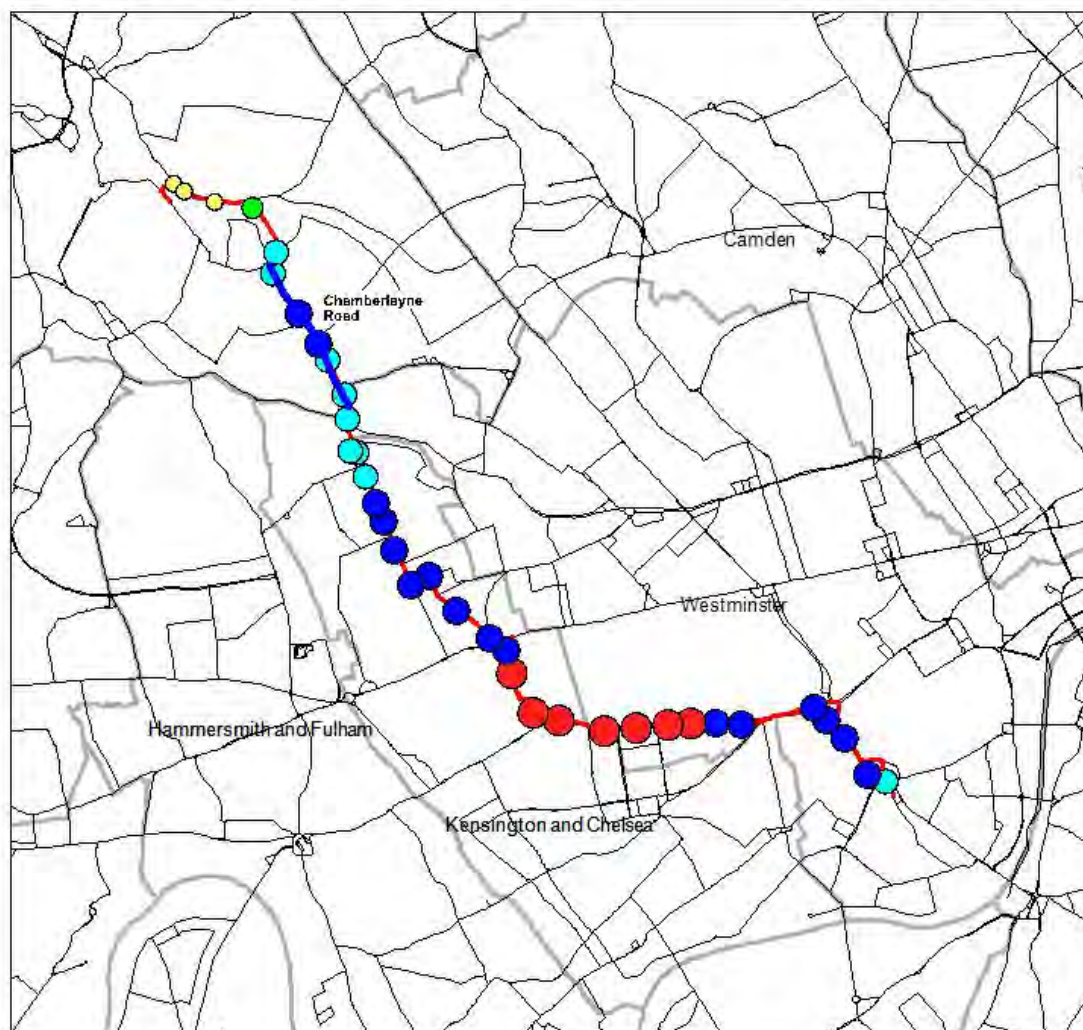 Camden
Chamberlayne
Road
Westminster
Hammersmith and Fulham
Kensington and Chelsea